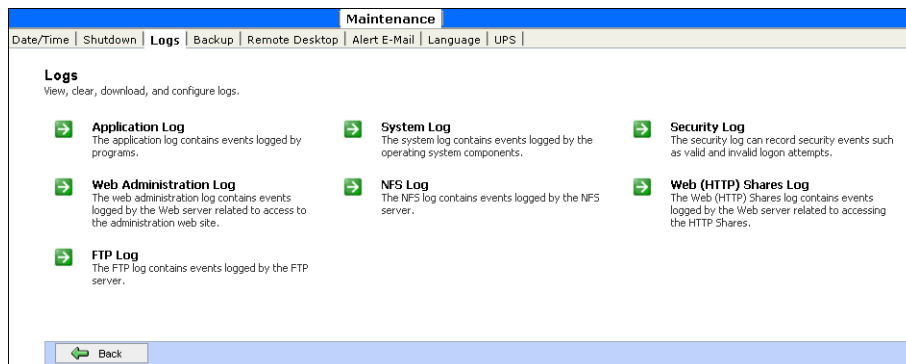 Maintenance
Date/Time | Shutdown | Logs | Backup | Remote Desktop | Alert E-Mail | Language | UPS |
Logs
View, clear, download, and configure logs.
Application Log
The application log contains events logged by
programs.
System Log
The system log contains events logged by the
operating system components.
Security Log
The security log can record security events such
as valid and invalid logon attempts.
Web Administration Log
The web administration log contains events
logged by the Web server related to access to
the administration web site.
NFS Log
The NFS log contains events logged by the NFS
server.
Web (HTTP) Shares Log
The Web (HTTP) Shares log contains events
logged by the Web server related to accessing
the HTTP Shares.
FTP Log
The FTP log contains events logged by the FTP
server.
Back